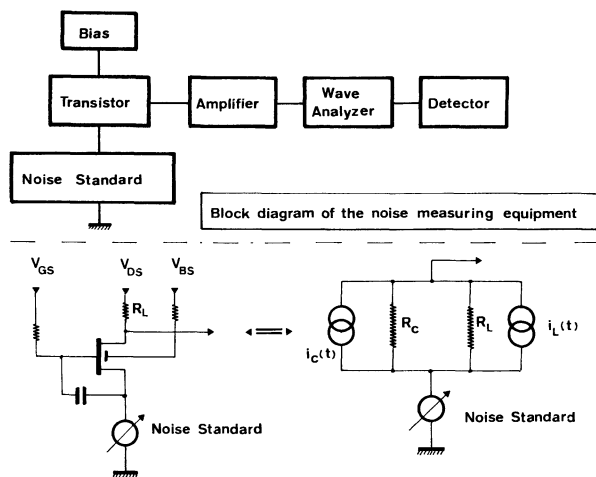 Bias
Transistor
Amplifier
Wave
Analyzer
Detector
Noise Standard
Block diagram of the noise measuring equipment
V_GS
V_DS
V_BS
R_L
Noise Standard
i_C(t)
R_C
R_L
i_L(t)
Noise Standard